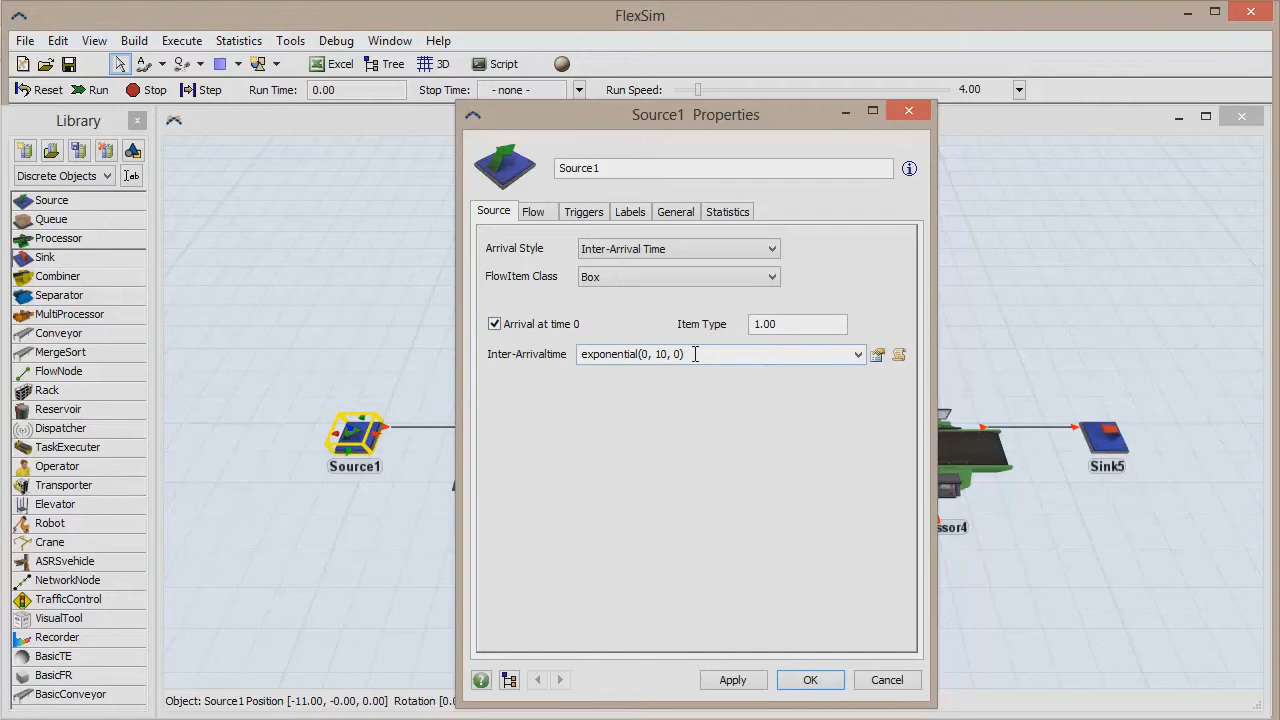 FlexSim
File Edit View Build Execute Statistics Tools Debug Window Help
Excel Tree 3D Script
Reset Run Stop Step Run Time: 0.00 Stop Time: - none - Run Speed: 4.00
Library
Discrete Objects
Source
Queue
Processor
Sink
Combiner
Separator
MultiProcessor
Conveyor
MergeSort
FlowNode
Rack
Reservoir
Dispatcher
TaskExecuter
Operator
Transporter
Elevator
Robot
Crane
ASRSvehicle
NetworkNode
TrafficControl
VisualTool
Recorder
BasicTE
BasicFR
BasicConveyor
Source1 Properties
Source1
Source Flow Triggers Labels General Statistics
Arrival Style Inter-Arrival Time
FlowItem Class Box
Arrival at time 0 Item Type 1.00
Inter-Arrivaltime exponential(0, 10, 0)
Apply OK Cancel
Source1
Sink5
ssor4
Object: Source1 Position [-11.00, -0.00, 0.00] Rotation [0.0